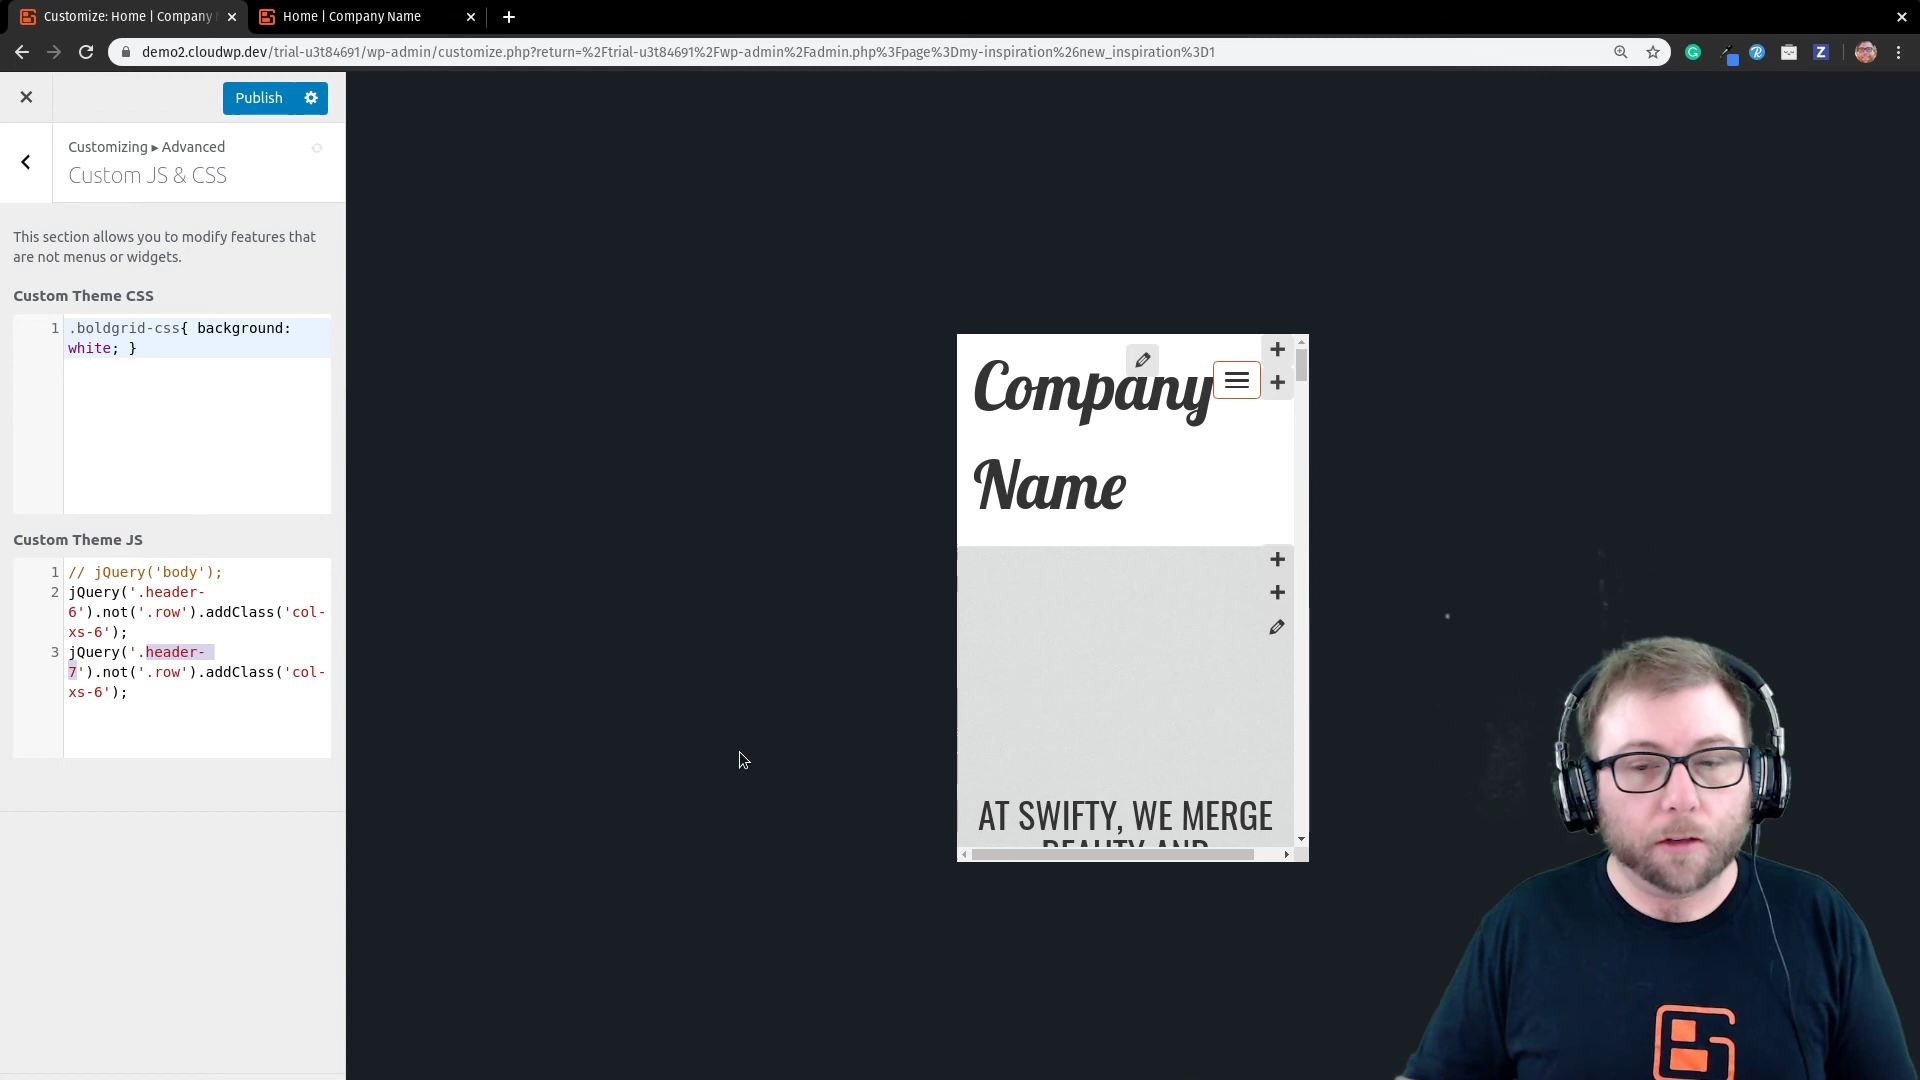 Customize: Home | Company
Home | Company Name
demo2.cloudwp.dev/trial-u3t84691/wp-admin/customize.php?return=%2Ftrial-u3t84691%2Fwp-admin%2Fadmin.php%3Fpage%3Dmy-inspiration%26new_inspiration%3D1
Publish
Customizing ▸ Advanced
Custom JS & CSS
This section allows you to modify features that
are not menus or widgets.
Custom Theme CSS
1 .boldgrid-css{ background:
white; }
Custom Theme JS
1 // jQuery('body');
2 jQuery('.header-
6').not('.row').addClass('col-
xs-6');
3 jQuery('.header-
7').not('.row').addClass('col-
xs-6');
Company
Name
AT SWIFTY, WE MERGE
BEAUTY AND